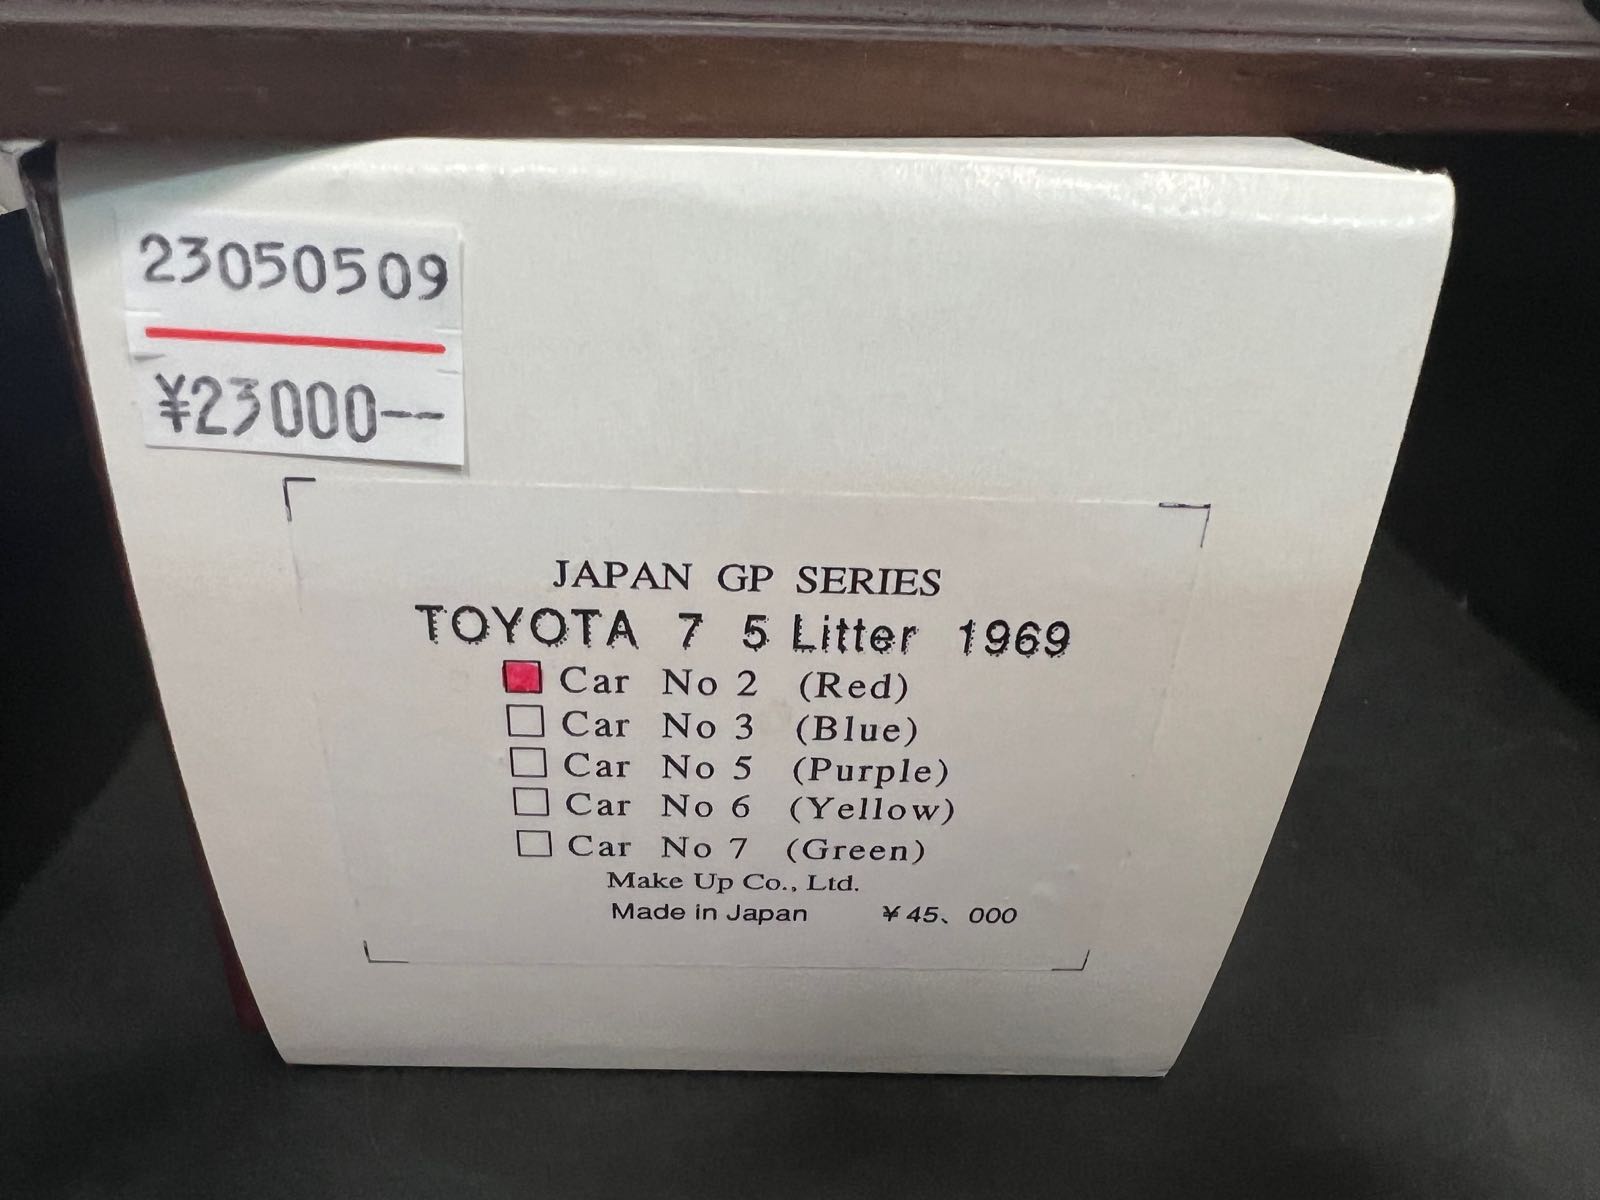 23050509
¥23000--
JAPAN GP SERIES
TOYOTA 7 5 Litter 1969
Car No 2 (Red)
Car No 3 (Blue)
Car No 5 (Purple)
Car No 6 (Yellow)
Car No 7 (Green)
Make Up Co., Ltd.
Made in Japan ¥45、000